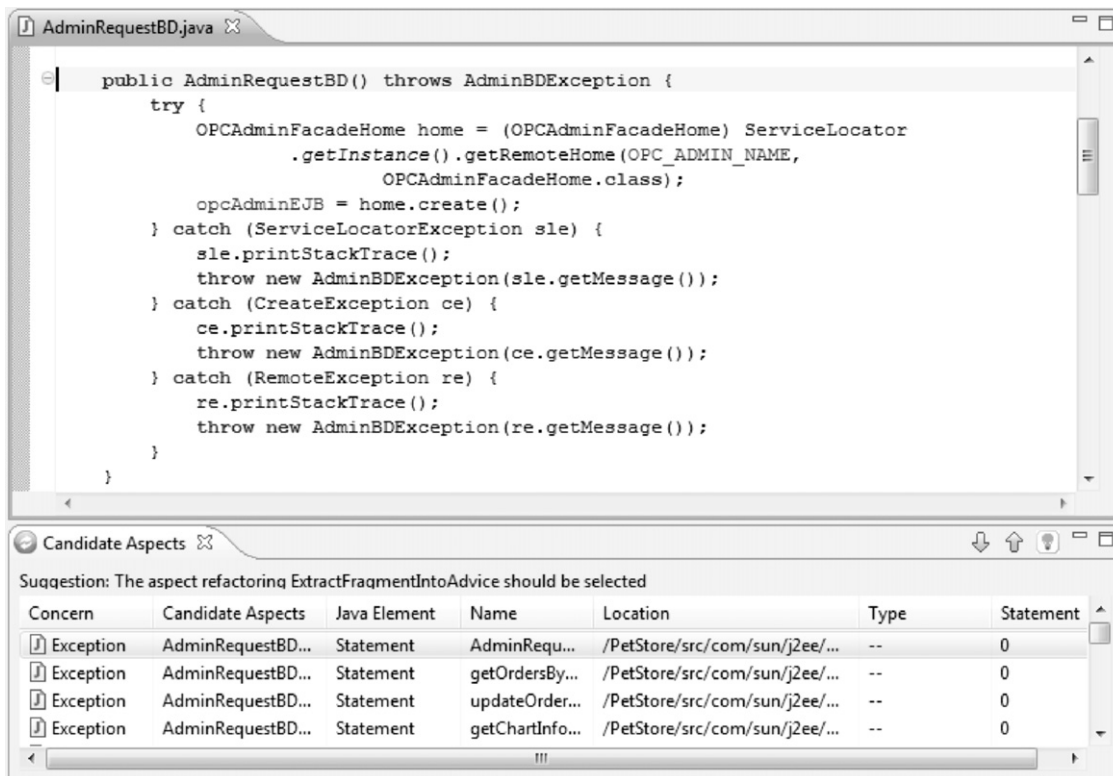 AdminRequestBD.java
public AdminRequestBD() throws AdminBDException {
try {
OPCAdminFacadeHome home = (OPCAdminFacadeHome) ServiceLocator
.getInstance().getRemoteHome(OPC_ADMIN_NAME,
OPCAdminFacadeHome.class);
opcAdminEJB = home.create();
} catch (ServiceLocatorException sle) {
sle.printStackTrace();
throw new AdminBDException(sle.getMessage());
} catch (CreateException ce) {
ce.printStackTrace();
throw new AdminBDException(ce.getMessage());
} catch (RemoteException re) {
re.printStackTrace();
throw new AdminBDException(re.getMessage());
}
}
Candidate Aspects
Suggestion: The aspect refactoring ExtractFragmentIntoAdvice should be selected
Concern Candidate Aspects Java Element Name Location Type Statement
Exception AdminRequestBD... Statement AdminRequ... /PetStore/src/com/sun/j2ee/... -- 0
Exception AdminRequestBD... Statement getOrdersBy... /PetStore/src/com/sun/j2ee/... -- 0
Exception AdminRequestBD... Statement updateOrder... /PetStore/src/com/sun/j2ee/... -- 0
Exception AdminRequestBD... Statement getChartInfo... /PetStore/src/com/sun/j2ee/... -- 0